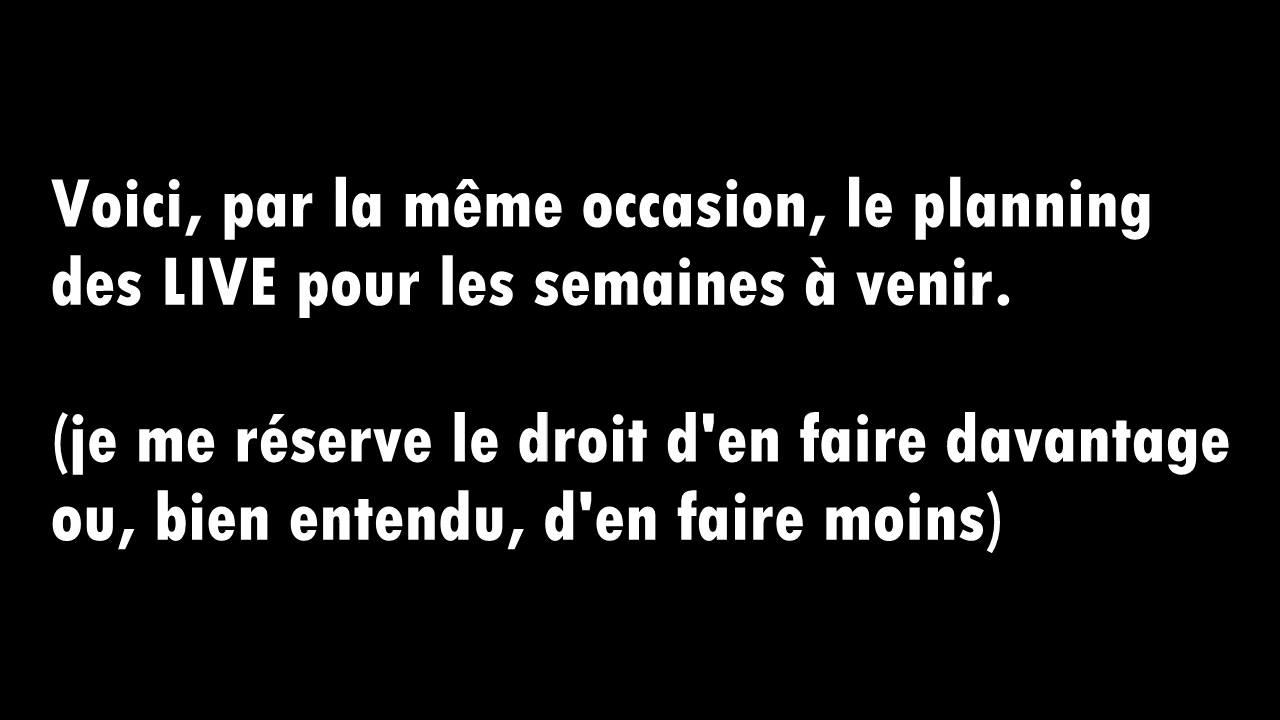 Voici, par la même occasion, le planning
des LIVE pour les semaines à venir.
(je me réserve le droit d'en faire davantage
ou, bien entendu, d'en faire moins)